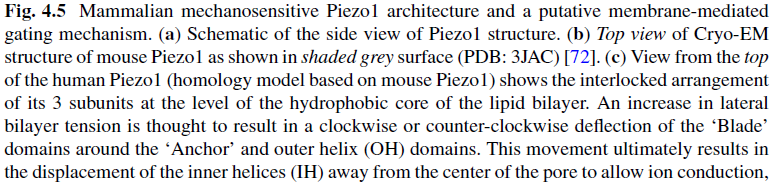 Fig. 4.5 Mammalian mechanosensitive Piezo1 architecture and a putative membrane-mediated
gating mechanism. (a) Schematic of the side view of Piezo1 structure. (b) Top view of Cryo-EM
structure of mouse Piezo1 as shown in shaded grey surface (PDB: 3JAC) [72]. (c) View from the top
of the human Piezo1 (homology model based on mouse Piezo1) shows the interlocked arrangement
of its 3 subunits at the level of the hydrophobic core of the lipid bilayer. An increase in lateral
bilayer tension is thought to result in a clockwise or counter-clockwise deflection of the ‘Blade’
domains around the ‘Anchor’ and outer helix (OH) domains. This movement ultimately results in
the displacement of the inner helices (IH) away from the center of the pore to allow ion conduction,